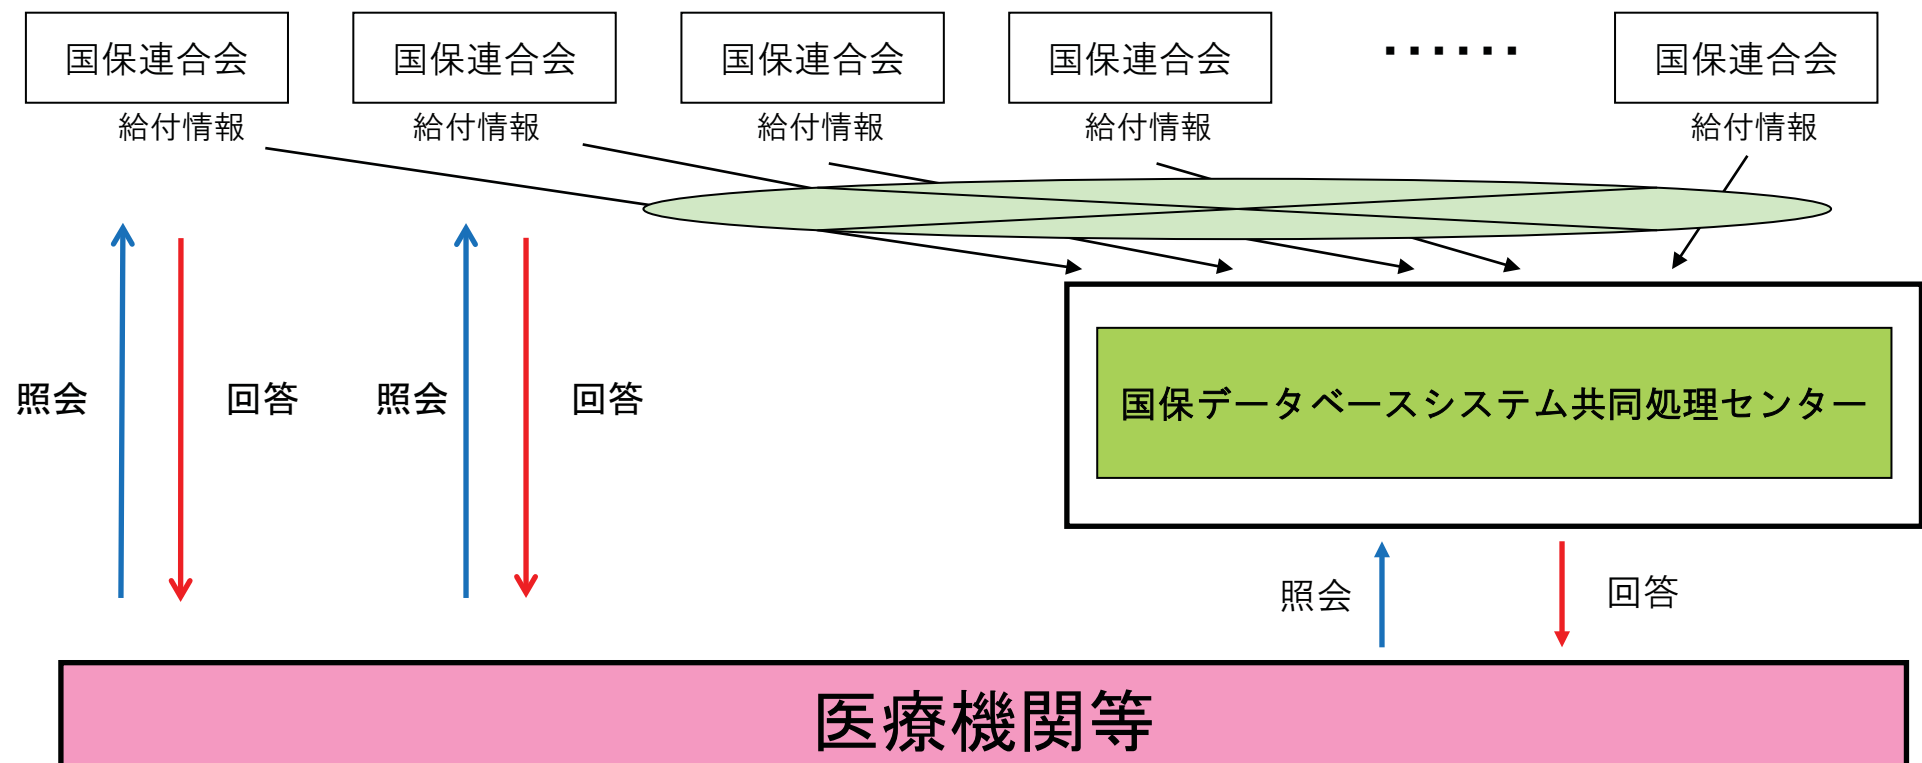 国保連合会
国保連合会
国保連合会
国保連合会
・・・・・・
国保連合会
給付情報
給付情報
給付情報
給付情報
給付情報
照会
回答
照会
回答
国保データベースシステム共同処理センター
照会
回答
医療機関等